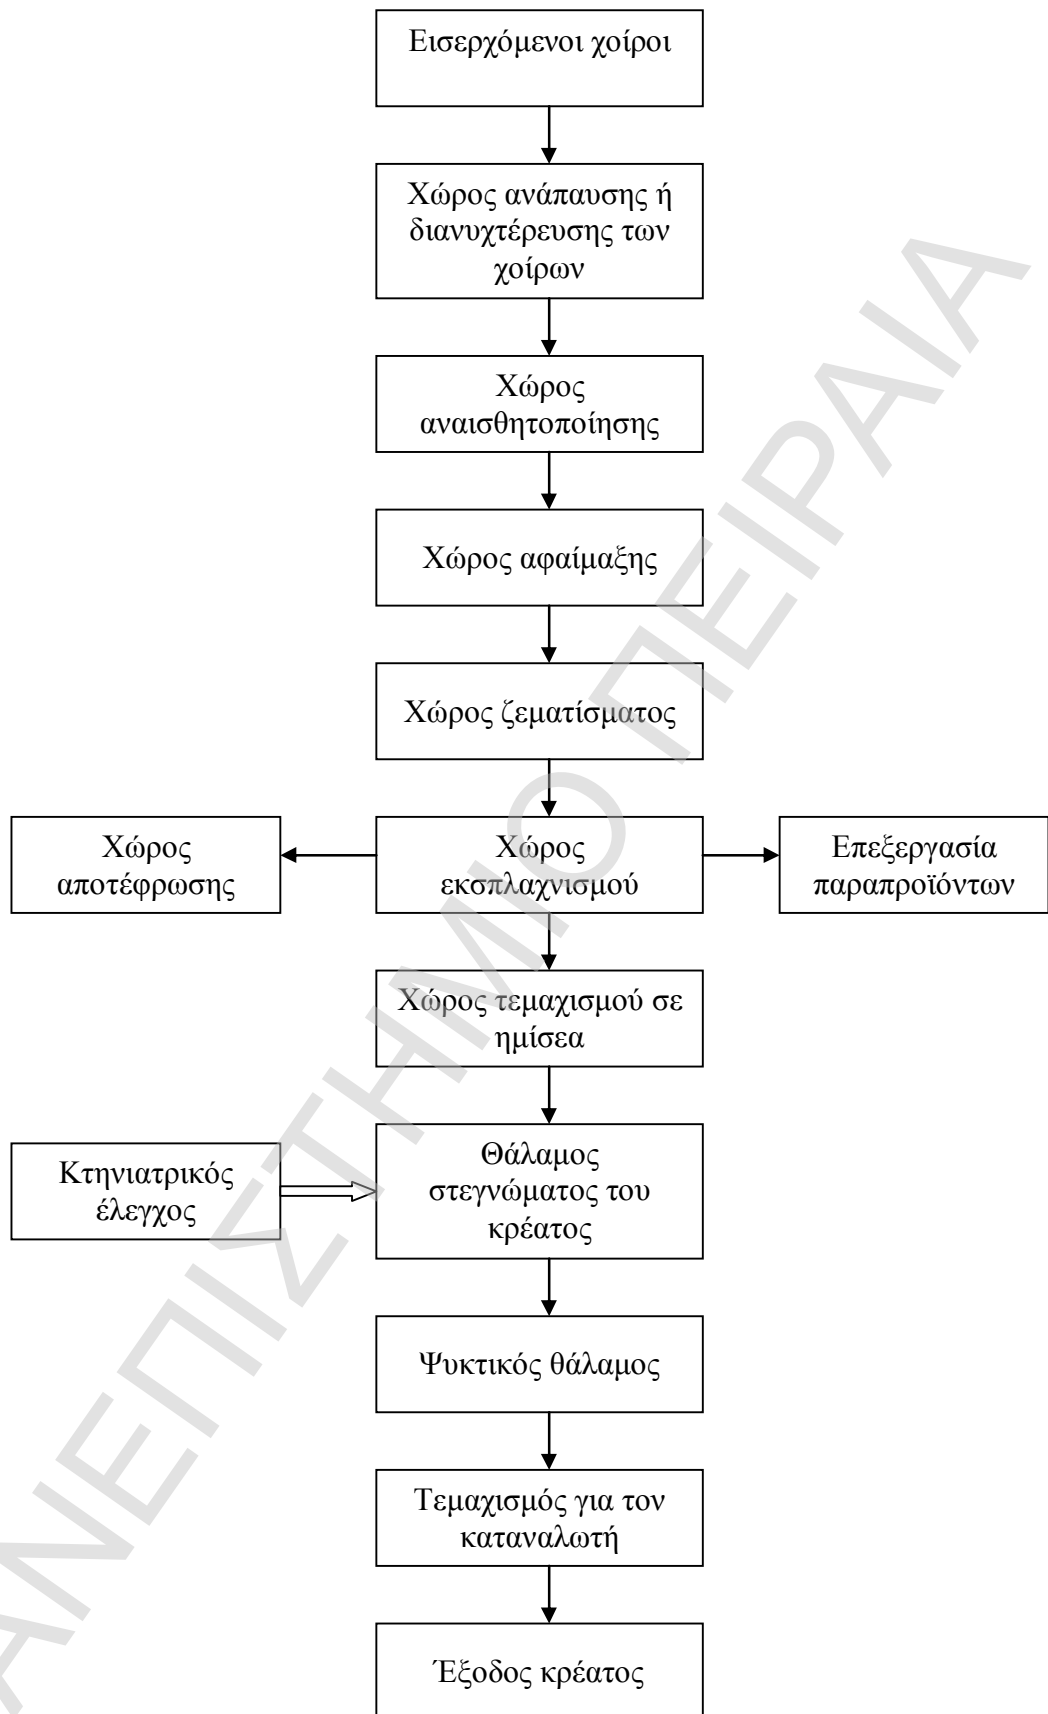 Εισερχόμενοι χοίροι
Χώρος ανάπαυσης ή
διανυχτέρευσης των
χοίρων
Χώρος
αναισθητοποίησης
Χώρος αφαίμαξης
Χώρος ζεματίσματος
Χώρος
αποτέφρωσης
Χώρος
εκσπλαχνισμού
Επεξεργασία
παραπροϊόντων
Χώρος τεμαχισμού σε
ημίσεα
Κτηνιατρικός
έλεγχος
Θάλαμος
στεγνώματος του
κρέατος
Ψυκτικός θάλαμος
Τεμαχισμός για τον
καταναλωτή
Έξοδος κρέατος
ΑΝΕΠΙΣΤΗΜΙΟ ΠΕΙΡΑΙΑ